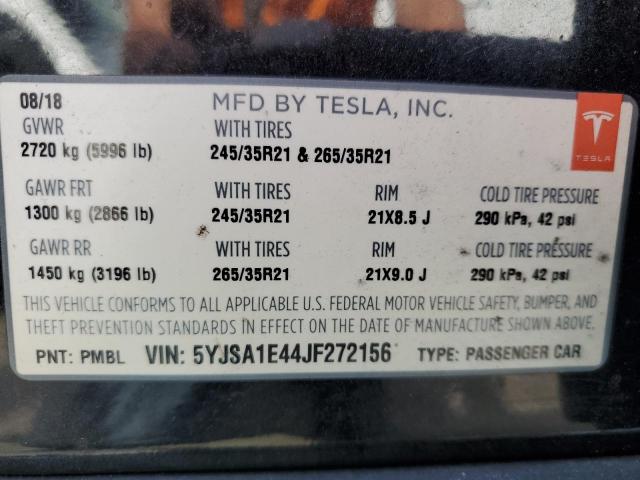 08/18 MFD BY TESLA, INC.
GVWR WITH TIRES
2720 kg (5996 lb) 245/35R21 & 265/35R21
TESLA
GAWR FRT WITH TIRES RIM COLD TIRE PRESSURE
1300 kg (2866 lb) 245/35R21 21X8.5 J 290 kPa, 42 psi
GAWR RR WITH TIRES RIM COLD TIRE PRESSURE
1450 kg (3196 lb) 265/35R21 21X9.0 J 290 kPa, 42 psi
THIS VEHICLE CONFORMS TO ALL APPLICABLE U.S. FEDERAL MOTOR VEHICLE SAFETY, BUMPER, AND
THEFT PREVENTION STANDARDS IN EFFECT ON THE DATE OF MANUFACTURE SHOWN ABOVE.
PNT: PMBL VIN: 5YJSA1E44JF272156 TYPE: PASSENGER CAR